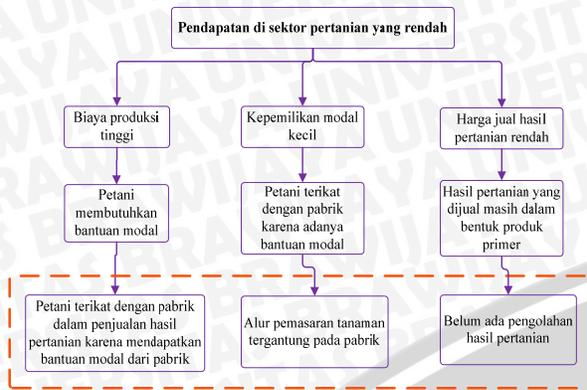 Pendapatan di sektor pertanian yang rendah
Biaya produksi
tinggi
Kepemilikan modal
kecil
Harga jual hasil
pertanian rendah
Petani
membutuhkan
bantuan modal
Petani terikat
dengan pabrik
karena adanya
bantuan modal
Hasil pertanian yang
dijual masih dalam
bentuk produk
primer
Petani terikat dengan pabrik
dalam penjualan hasil
pertanian karena mendapatkan
bantuan modal dari pabrik
Alur pemasaran tanaman
tergantung pada pabrik
Belum ada pengolahan
hasil pertanian